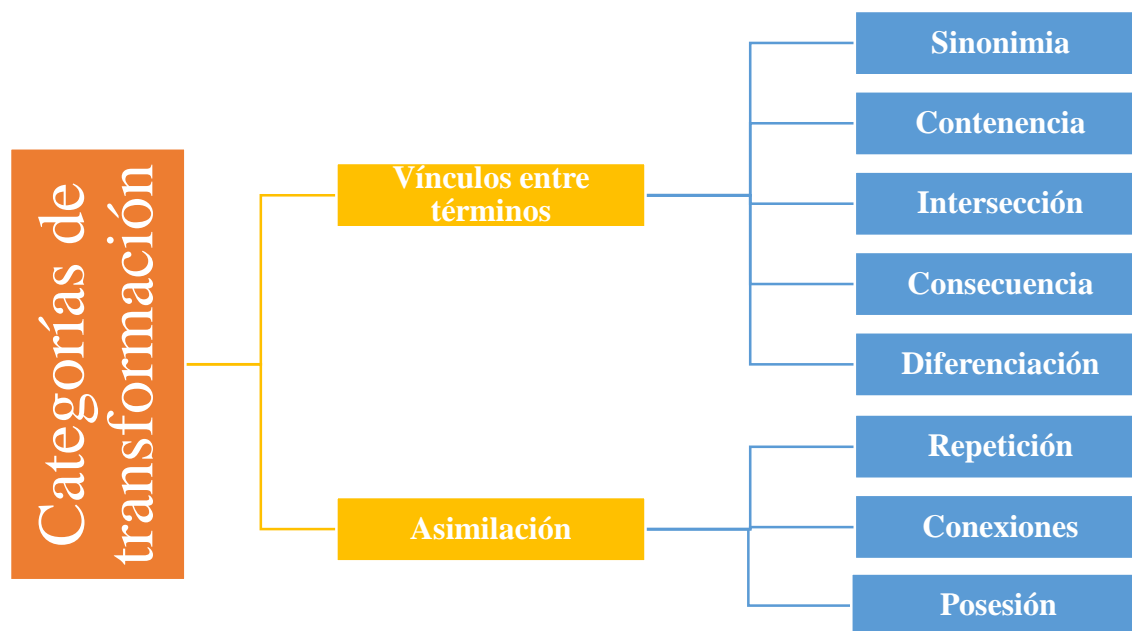 Categorías de
transformación
Vínculos entre
términos
Sinonimia
Contenencia
Intersección
Consecuencia
Diferenciación
Asimilación
Repetición
Conexiones
Posesión